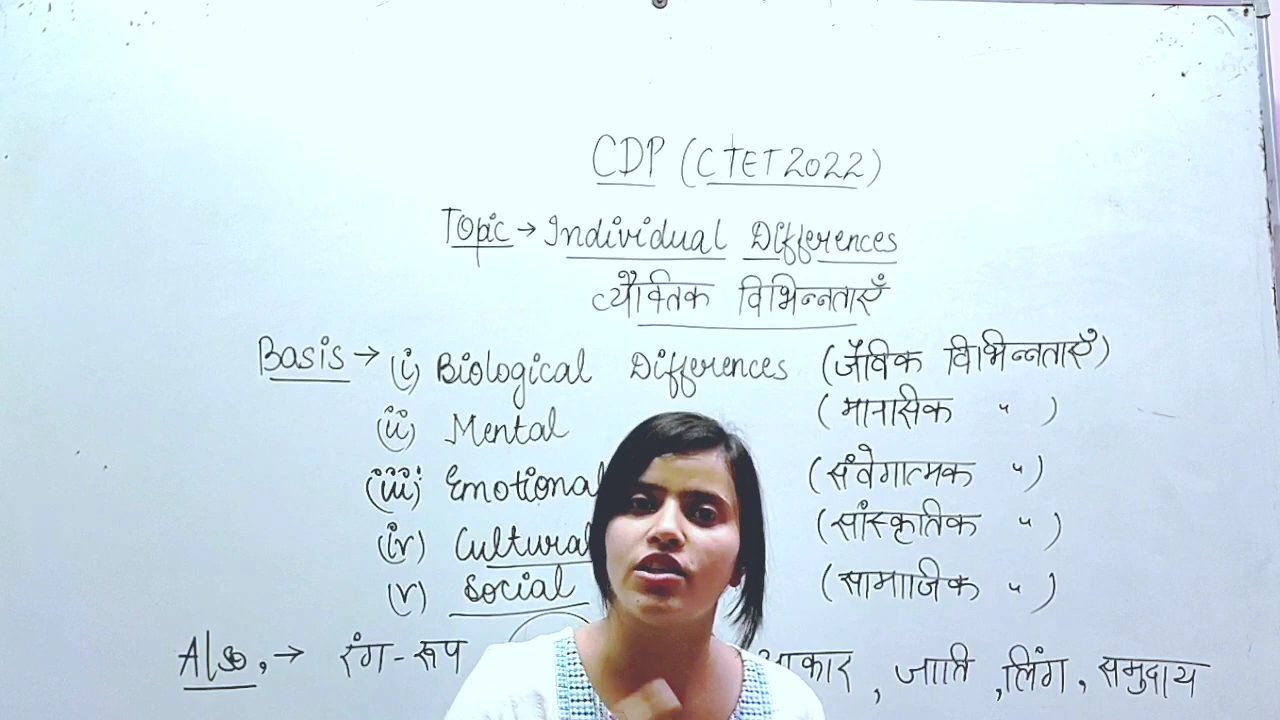 CDP (CTET 2022)
Topic → Individual Differences
वैयक्तिक विभिन्नताएँ
Basis → (i) Biological Differences (जैविक विभिन्नताएँ)
(ii) Mental (मानसिक " )
(iii) Emotional (संवेगात्मक " )
(iv) Cultural (सांस्कृतिक " )
(v) Social (सामाजिक " )
Also, → रंग-रूप आकार, जाति, लिंग, समुदाय